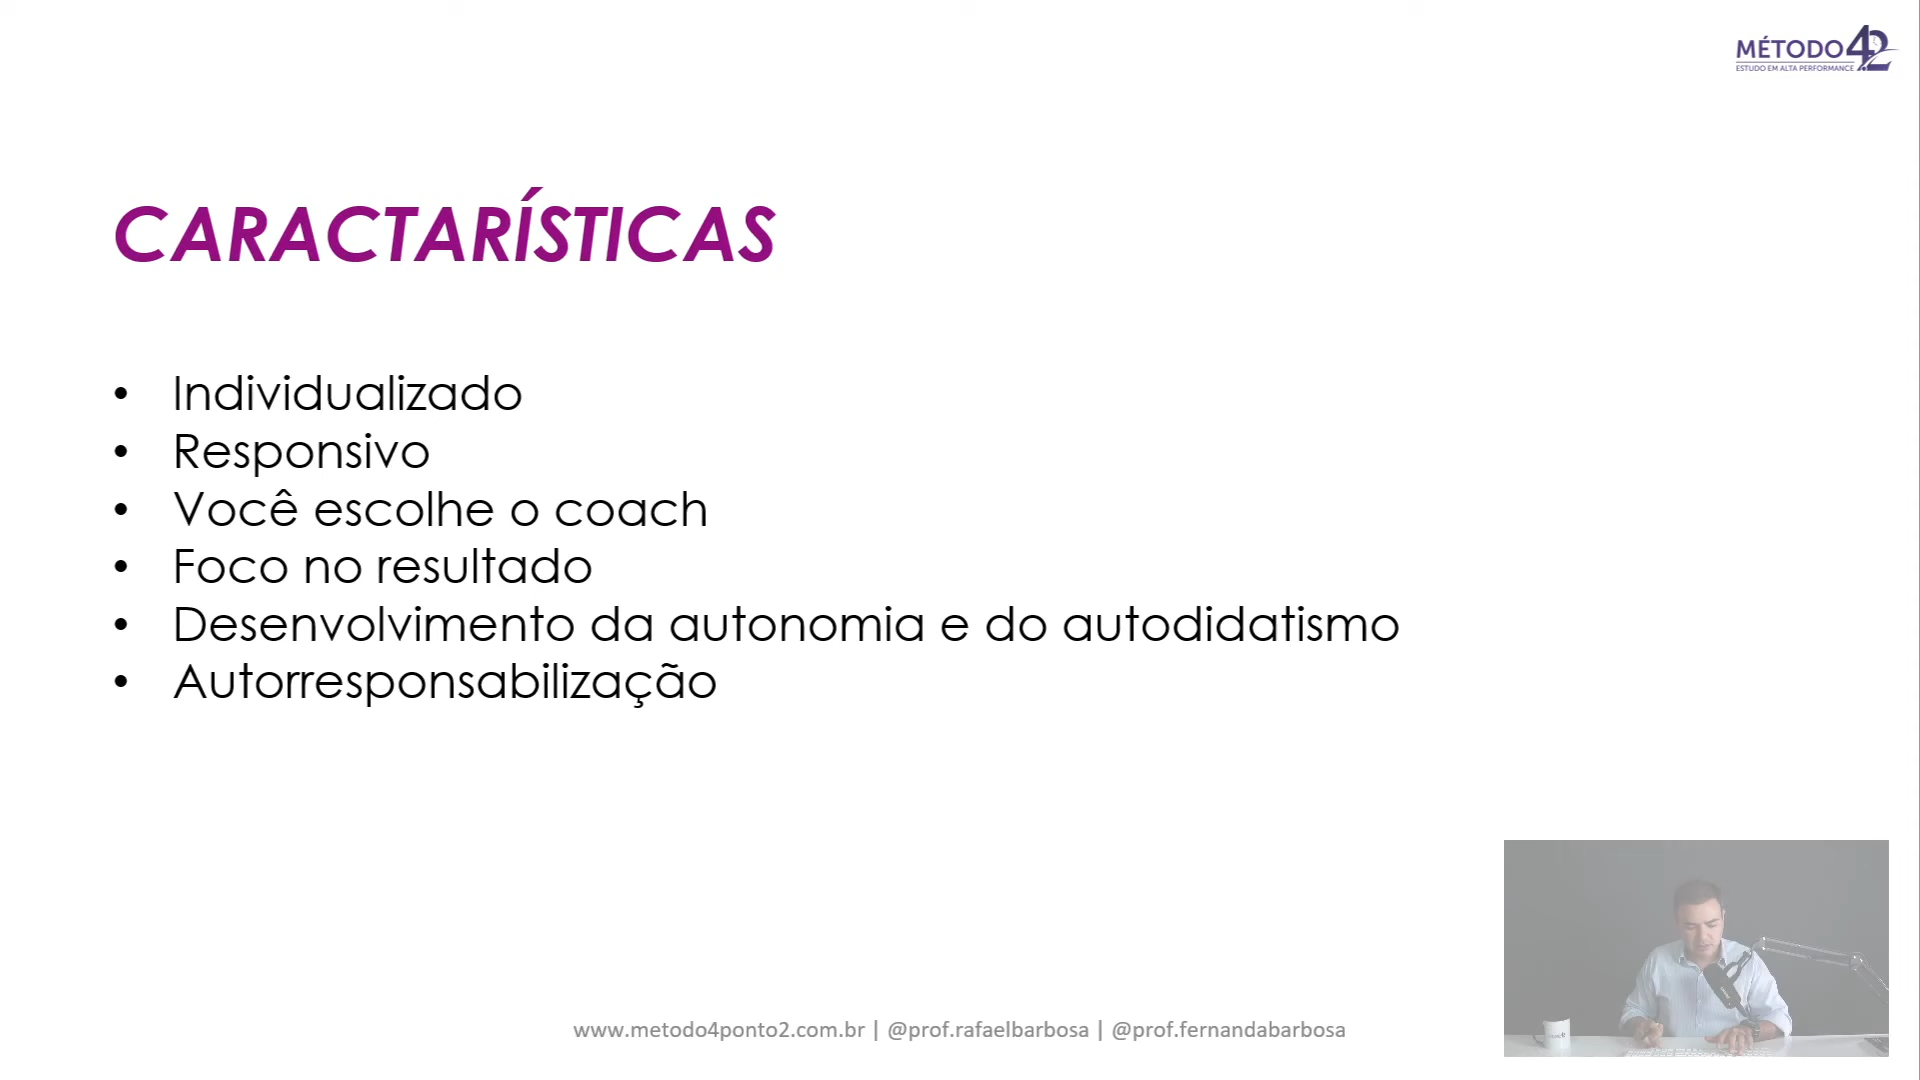 MÉTODO 4.2
ESTUDO EM ALTA PERFORMANCE
CARACTARÍSTICAS
• Individualizado
• Responsivo
• Você escolhe o coach
• Foco no resultado
• Desenvolvimento da autonomia e do autodidatismo
• Autorresponsabilização
www.metodo4ponto2.com.br | @prof.rafaelbarbosa | @prof.fernandabarbosa